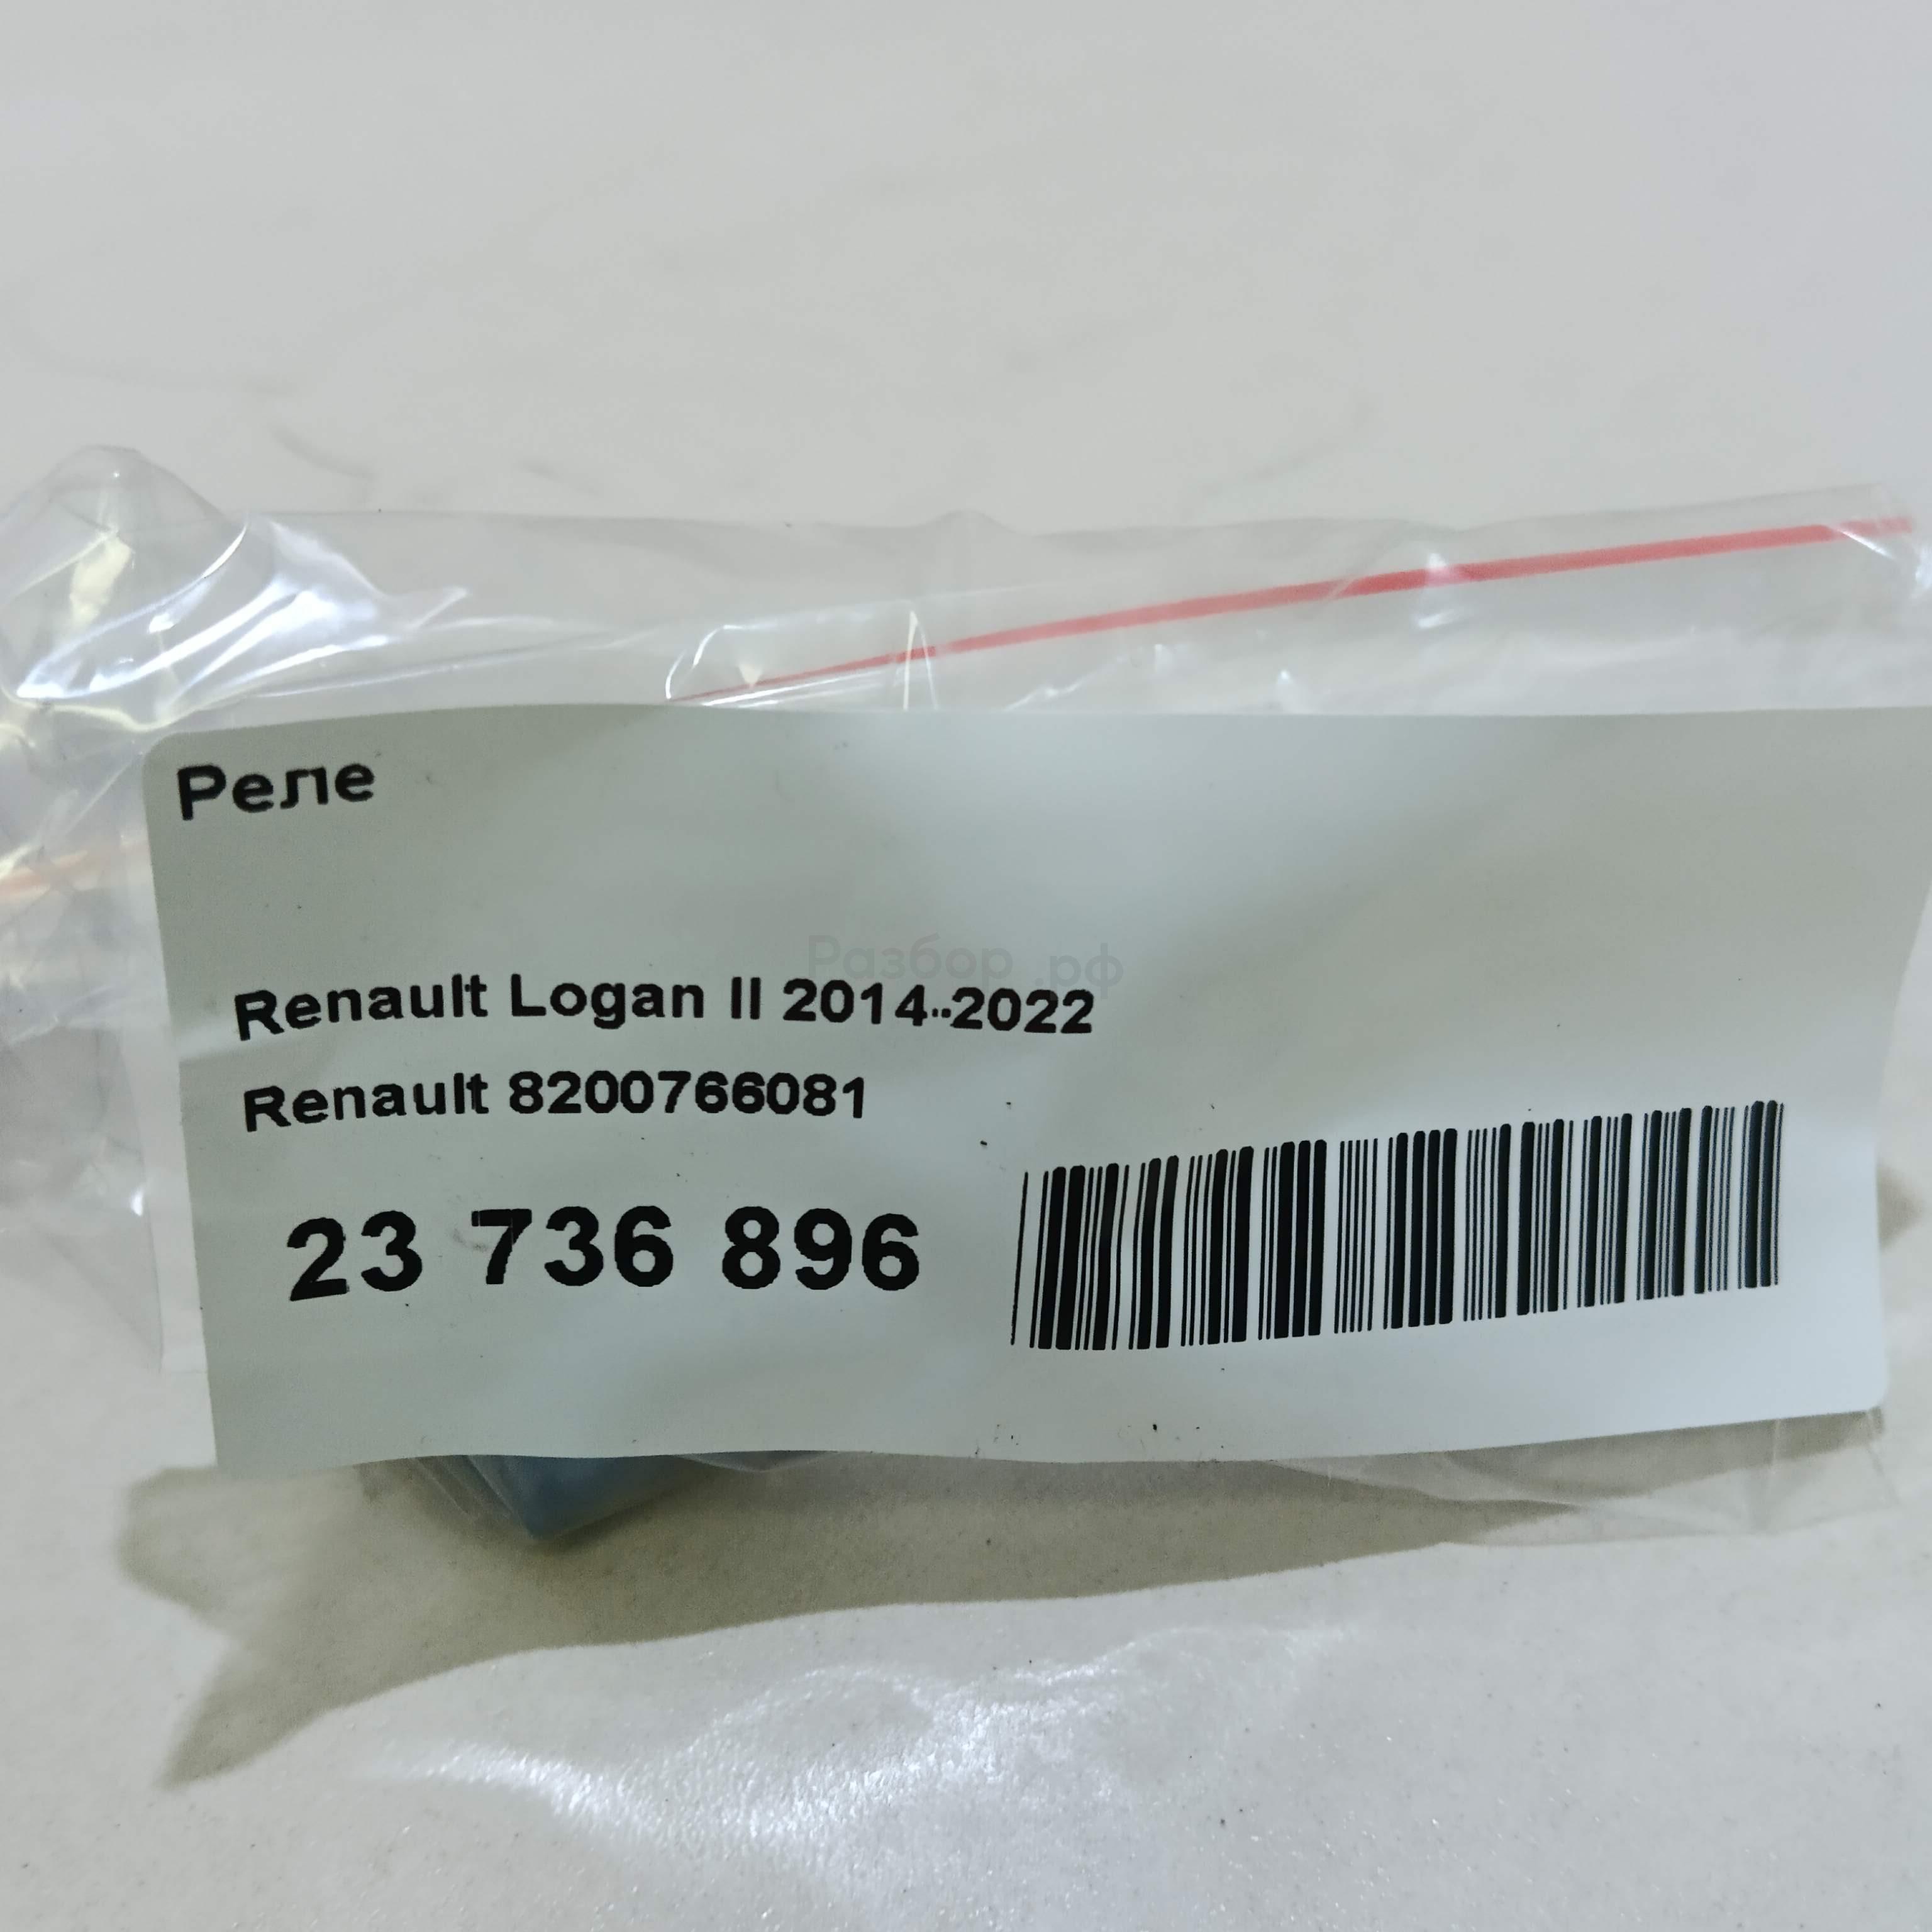 Реле
Разбор.рф
Renault Logan II 2014..2022
Renault 8200766081
23 736 896